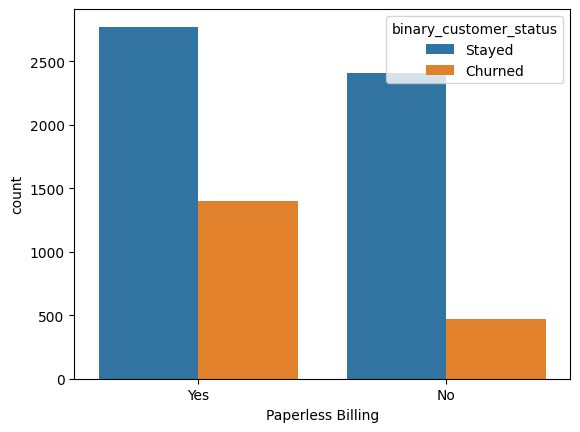 binary_customer_status
Stayed
Churned
2500
2000
1500
1000
500
0
count
Yes
No
Paperless Billing